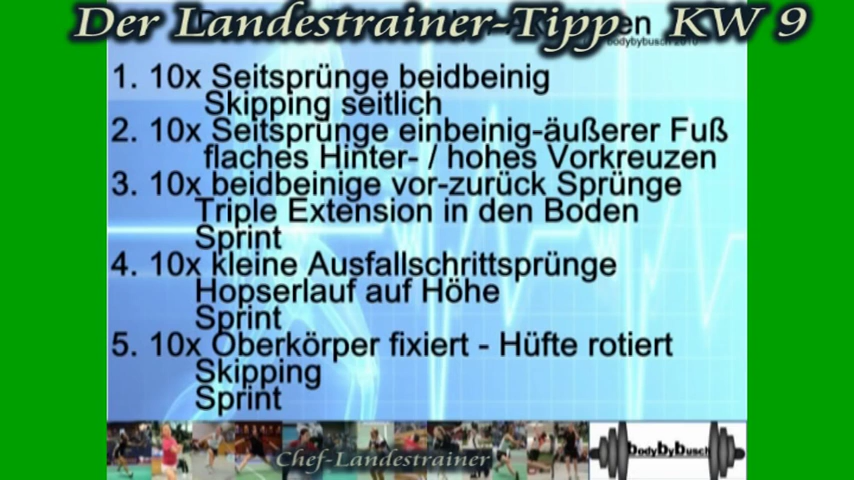 Der Landestrainer-Tipp KW 9
en
bodybybusch 2010
1. 10x Seitsprünge beidbeinig
Skipping seitlich
2. 10x Seitsprünge einbeinig-äußerer Fuß
flaches Hinter- / hohes Vorkreuzen
3. 10x beidbeinige vor-zurück Sprünge
Triple Extension in den Boden
Sprint
4. 10x kleine Ausfallschrittsprünge
Hopserlauf auf Höhe
Sprint
5. 10x Oberkörper fixiert - Hüfte rotiert
Skipping
Sprint
Chef-Landestrainer
bodyBybusch